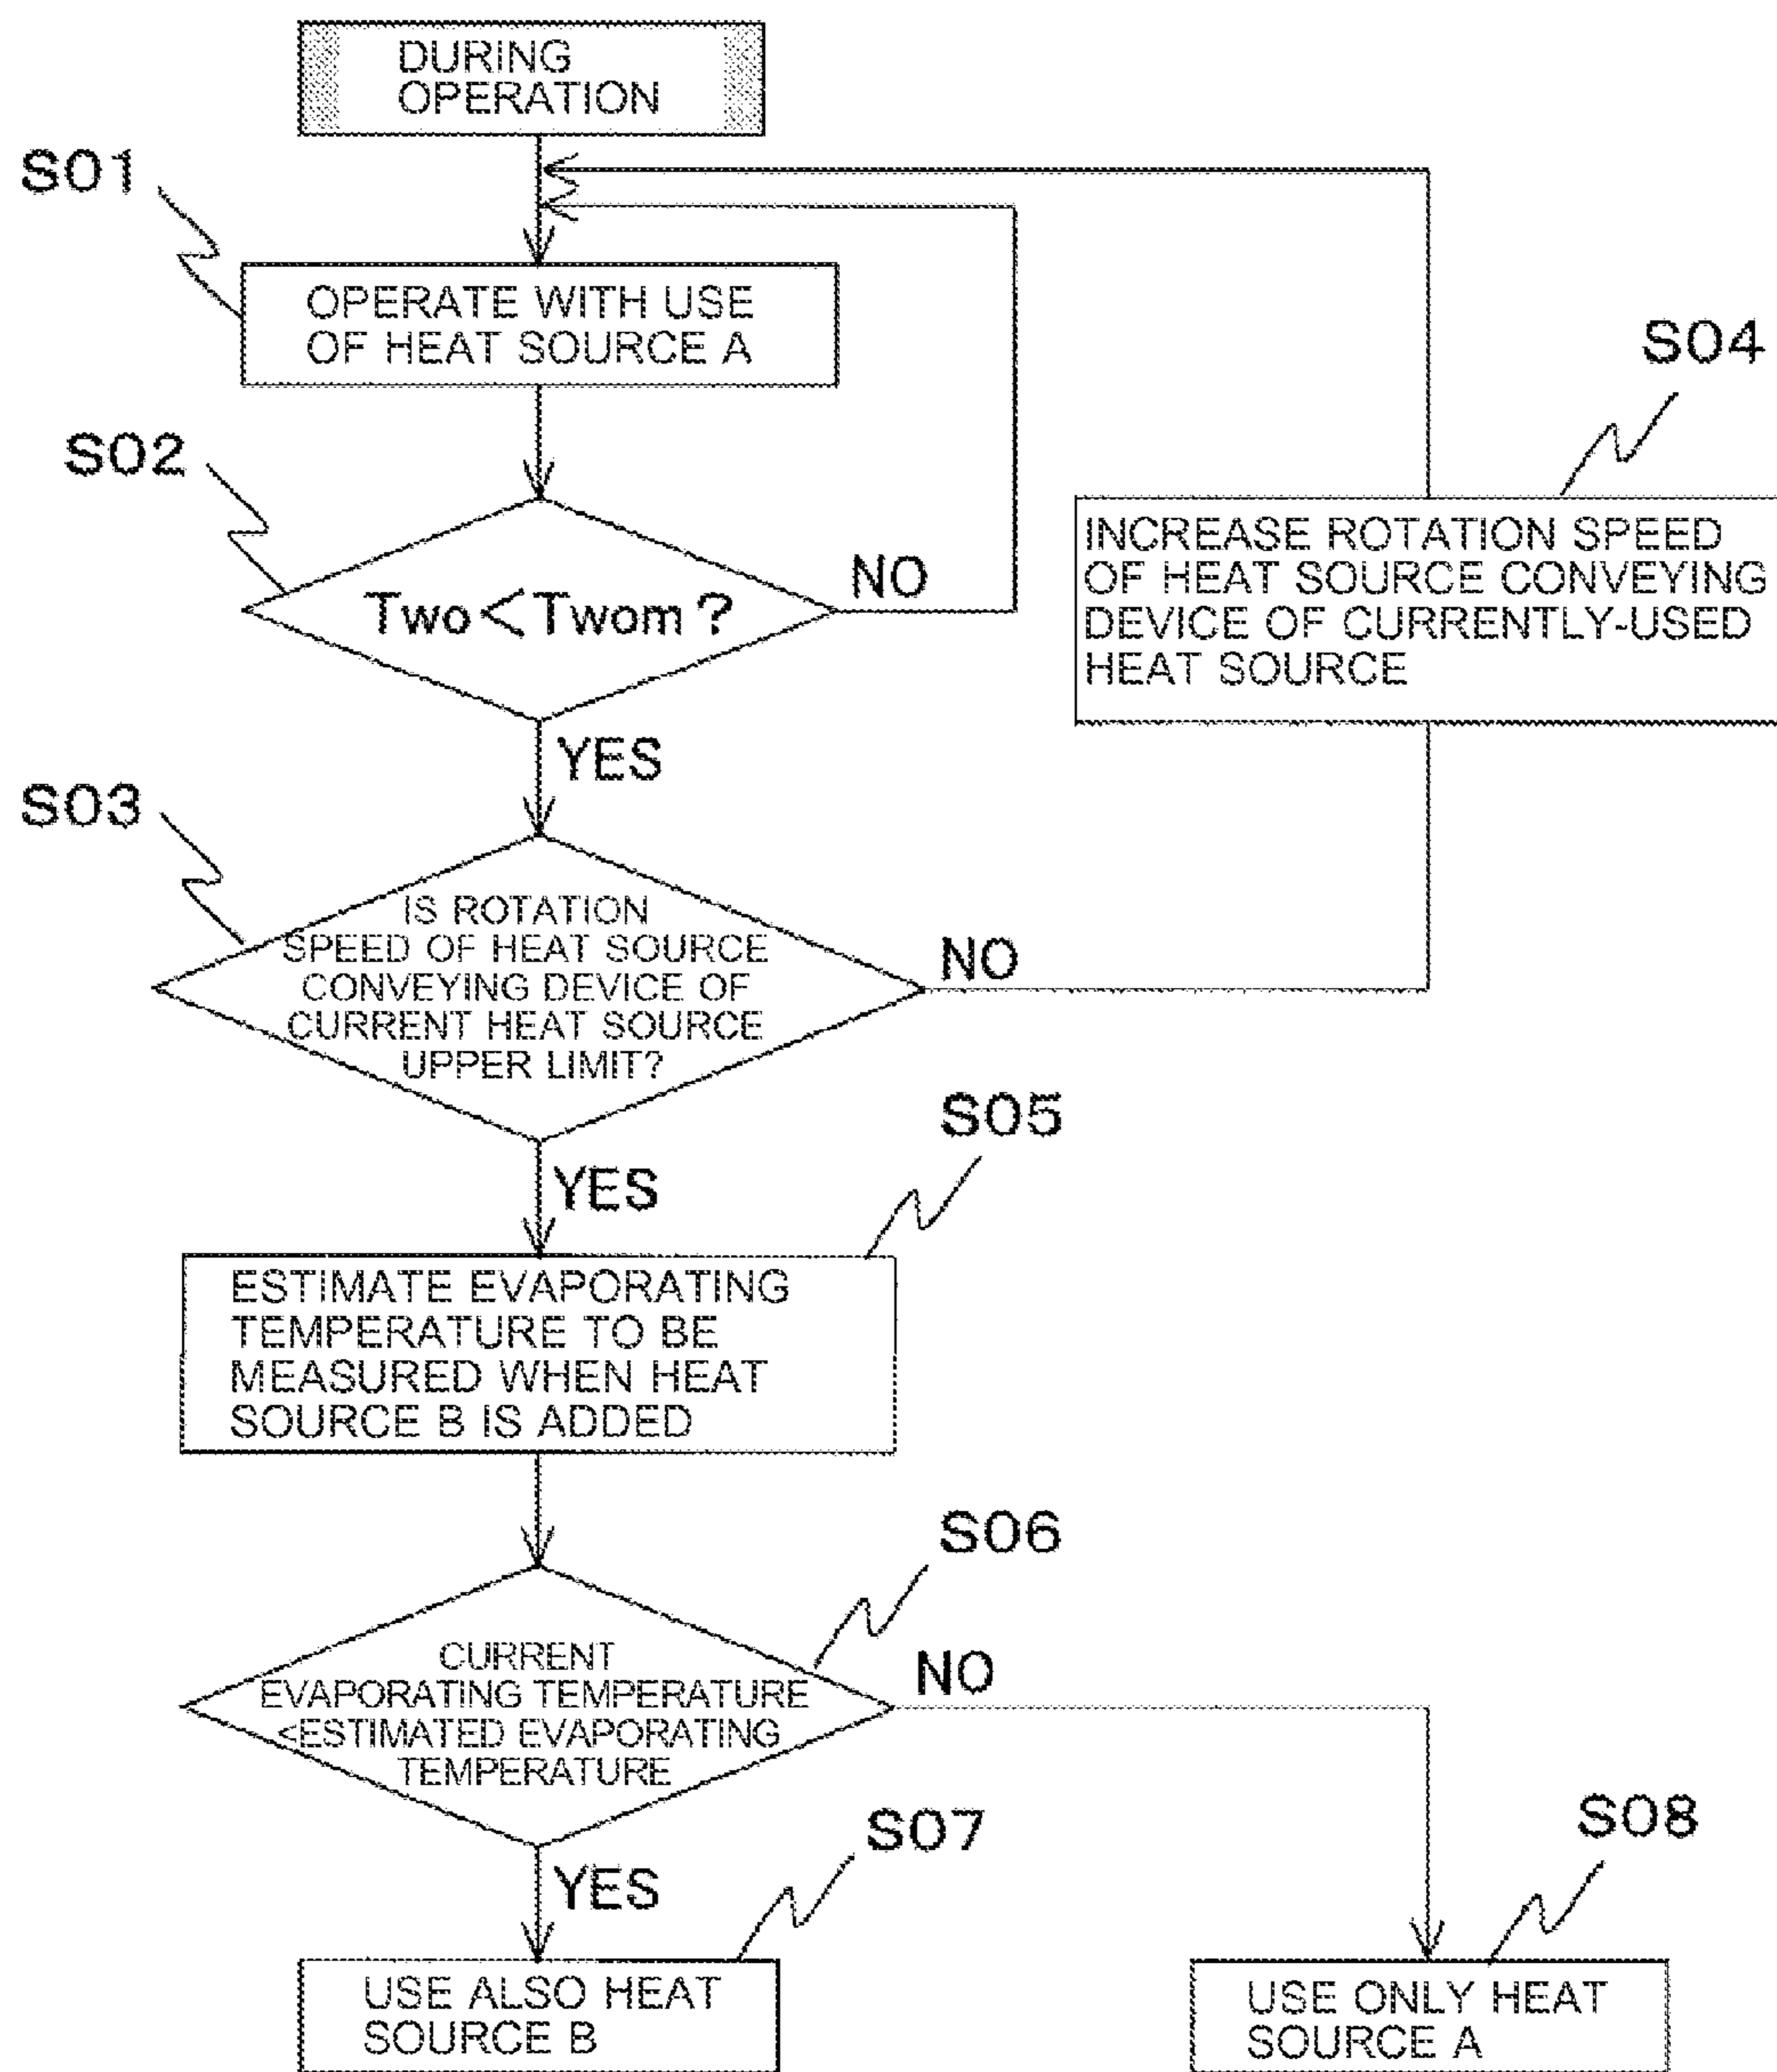 DURING
OPERATION
S01
OPERATE WITH USE
OF HEAT SOURCE A
S02
Two<Twom?
NO
YES
S04
INCREASE ROTATION SPEED
OF HEAT SOURCE CONVEYING
DEVICE OF CURRENTLY-USED
HEAT SOURCE
S03
IS ROTATION
SPEED OF HEAT SOURCE
CONVEYING DEVICE OF
CURRENT HEAT SOURCE
UPPER LIMIT?
NO
YES
S05
ESTIMATE EVAPORATING
TEMPERATURE TO BE
MEASURED WHEN HEAT
SOURCE B IS ADDED
S06
CURRENT
EVAPORATING TEMPERATURE
<ESTIMATED EVAPORATING
TEMPERATURE
NO
YES
S07
USE ALSO HEAT
SOURCE B
S08
USE ONLY HEAT
SOURCE A